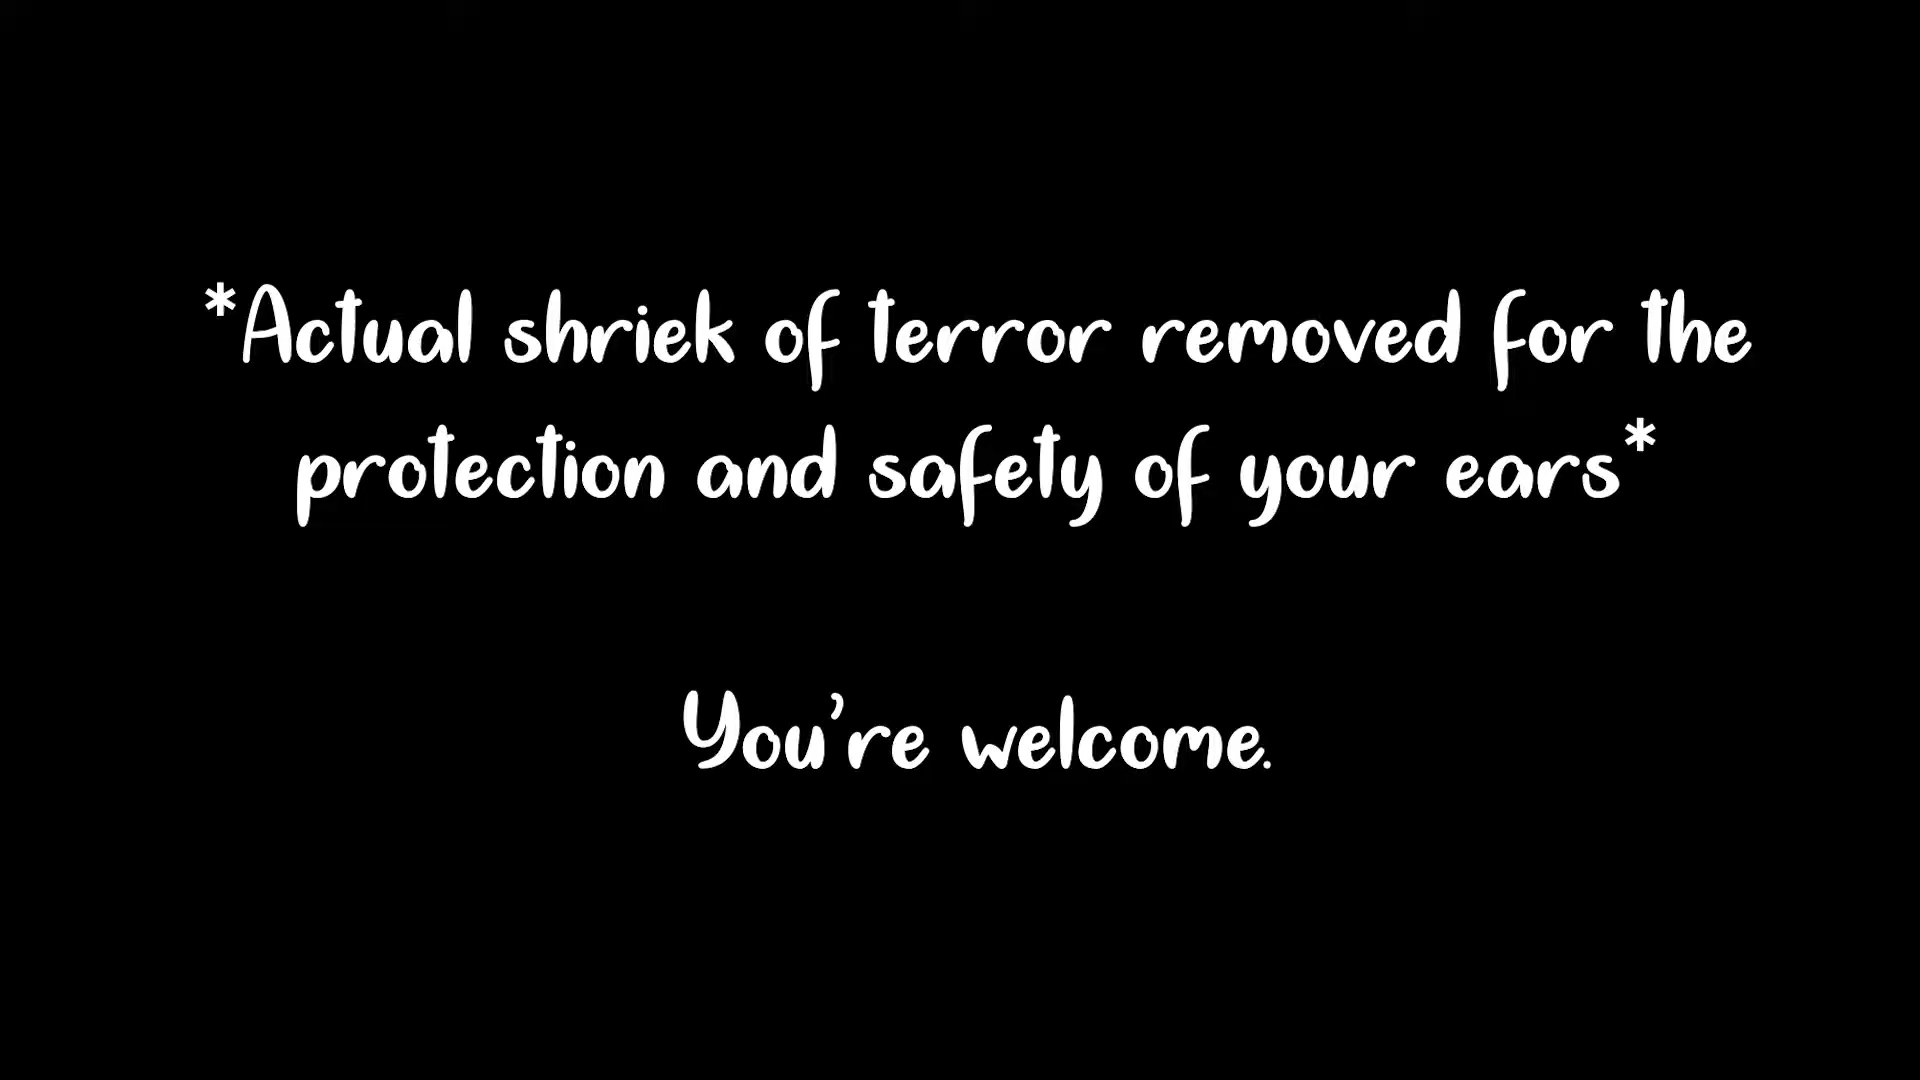 *Actual shriek of terror removed for the
protection and safety of your ears*
You're welcome.